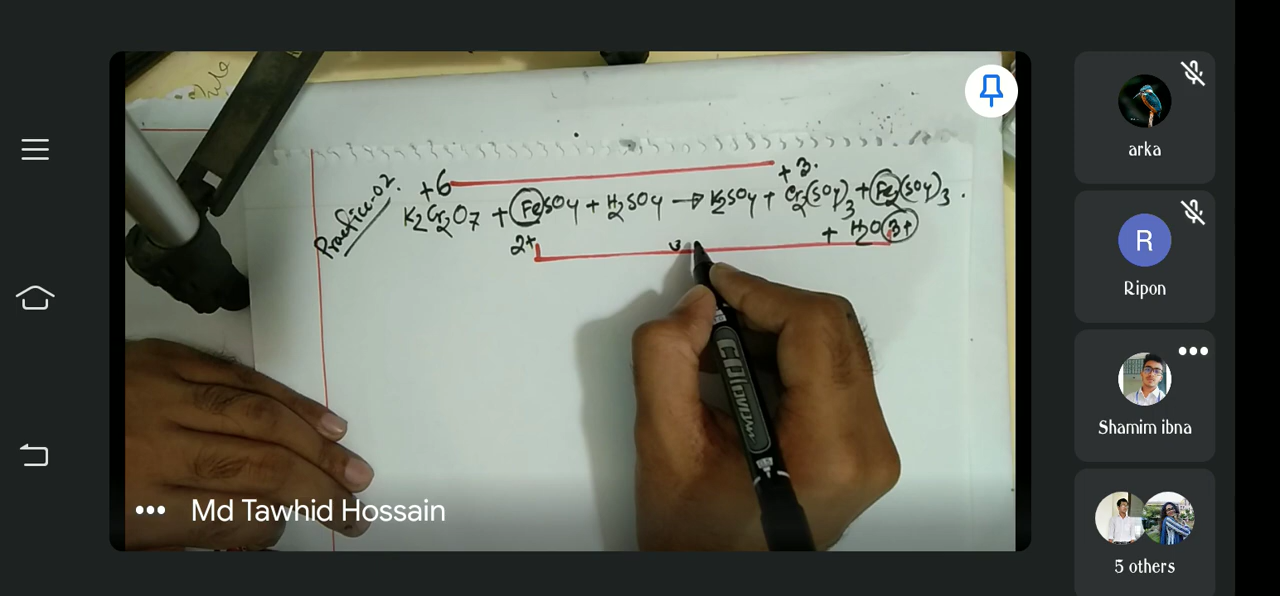 Practice-02.
+6
+3.
K2Cr2O7 + FeSO4 + H2SO4 → K2SO4 + Cr2(SO4)3 + Fe2(SO4)3.
+ H2O
2+
3+
COloum
Md Tawhid Hossain
arka
R
Ripon
Shamim ibna
5 others